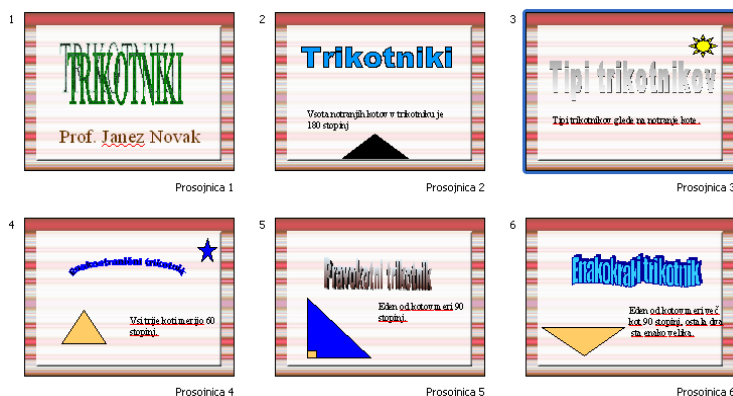 1
TRIKOTNIKI
Prof. Janez Novak
Prosojnica 1
2
Trikotniki
Vsota notranjih kotov v trikotniku je
180 stopinj
Prosojnica 2
3
Tipi trikotnikov
Tipi trikotnikov glede na notranje kote.
Prosojnica 3
4
Enakostranični trikotnik
Vsi trije koti merijo 60
stopinj.
Prosojnica 4
5
Pravokotni trikotnik
Eden od kotov meri 90
stopinj.
Prosojnica 5
6
Enakokraki trikotnik
Eden od kotov meri več
kot 90 stopinj, ostala dva
sta enako velika.
Prosojnica 6